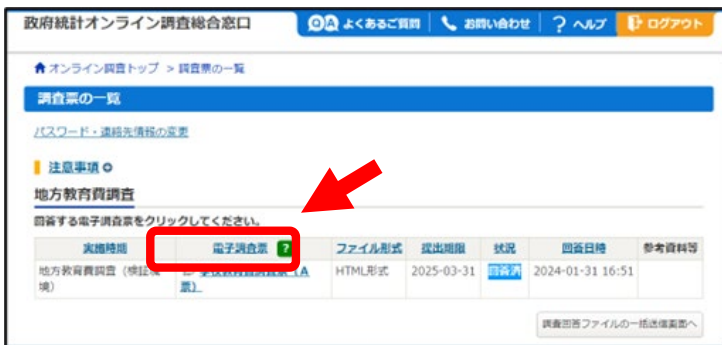 政府統計オンライン調査総合窓口
QA よくあるご質問
お問い合わせ
? ヘルプ
ログアウト
オンライン調査トップ > 調査票の一覧
調査票の一覧
パスワード・連絡先情報の変更
注意事項
地方教育費調査
回答する電子調査票をクリックしてください。
実施時期 電子調査票 ? ファイル形式 提出期限 状況 回答日時 参考資料等
地方教育費調査（検証環 （A HTML形式 2025-03-31 回答済 2024-01-31 16:51
境） 票）
調査回答ファイルの一括送信画面へ